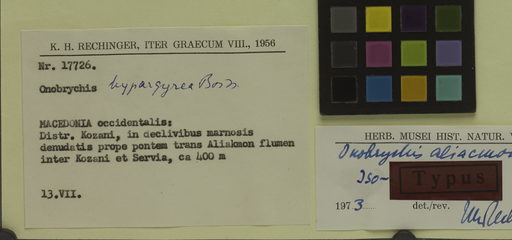 K. H. RECHINGER, ITER GRAECUM VIII., 1956
Nr. 17726.
Onobrychis hypargyrea Boiss.
MACEDONIA occidentalis:
Distr. Kozani, in declivibus marnosis
denudatis prope pontem trans Aliakmon flumen
inter Kozani et Servia, ca 400 m
13.VII.
HERB. MUSEI HIST. NATUR. V
Onobrychis aliacmon
Iso-
Typus
1973 det./rev.